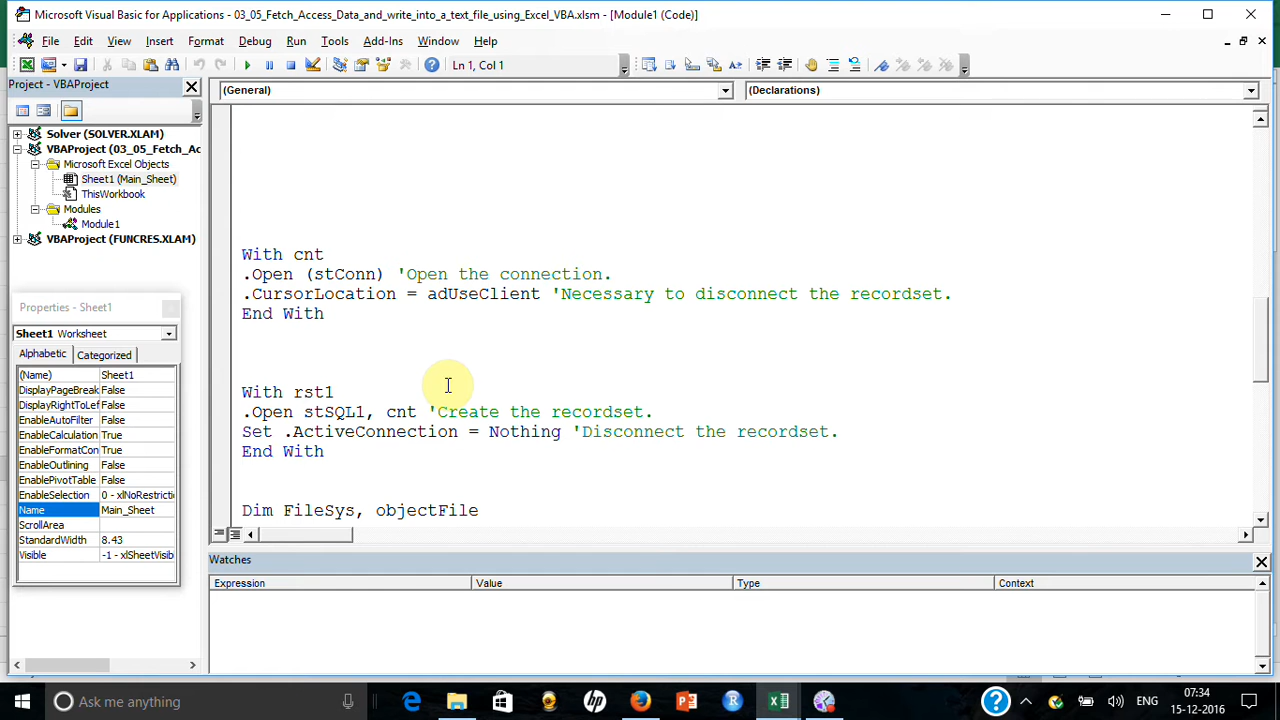 Microsoft Visual Basic for Applications - 03_05_Fetch_Access_Data_and_write_into_a_text_file_using_Excel_VBA.xlsm - [Module1 (Code)]
File Edit View Insert Format Debug Run Tools Add-Ins Window Help
Ln 1, Col 1
Project - VBAProject
(General)
(Declarations)
Solver (SOLVER.XLAM)
VBAProject (03_05_Fetch_Ac
Microsoft Excel Objects
Sheet1 (Main_Sheet)
ThisWorkbook
Modules
Module1
VBAProject (FUNCRES.XLAM)
With cnt
.Open (stConn) 'Open the connection.
.CursorLocation = adUseClient 'Necessary to disconnect the recordset.
End With
With rst1
.Open stSQL1, cnt 'Create the recordset.
Set .ActiveConnection = Nothing 'Disconnect the recordset.
End With
Dim FileSys, objectFile
Properties - Sheet1
Sheet1 Worksheet
Alphabetic Categorized
(Name) Sheet1
DisplayPageBreak False
DisplayRightToLef False
EnableAutoFilter False
EnableCalculation True
EnableFormatCon True
EnableOutlining False
EnablePivotTable False
EnableSelection 0 - xlNoRestricti
Name Main_Sheet
ScrollArea
StandardWidth 8.43
Visible -1 - xlSheetVisib
Watches
Expression Value Type Context
Ask me anything
ENG
07:34
15-12-2016